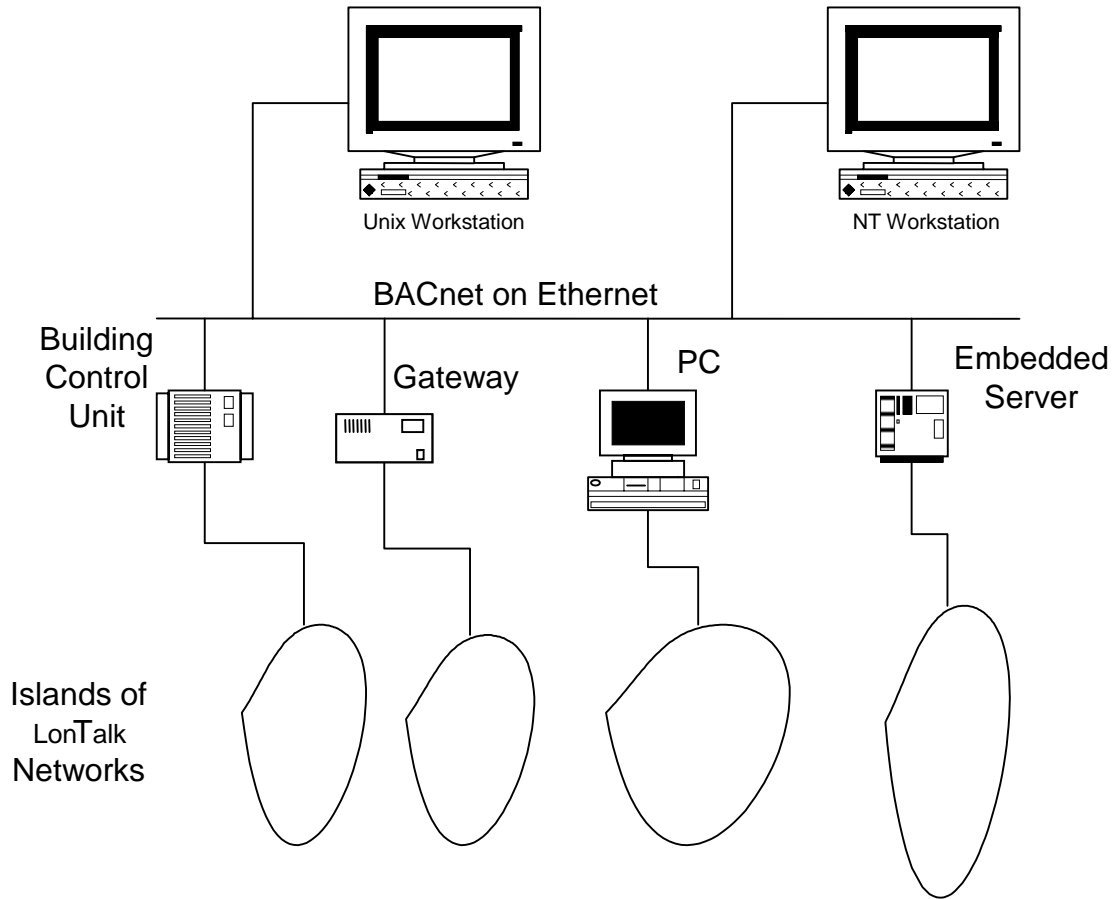 Unix Workstation
NT Workstation
BACnet on Ethernet
Building
Control
Unit
Gateway
PC
Embedded
Server
Islands of
LonTalk
Networks